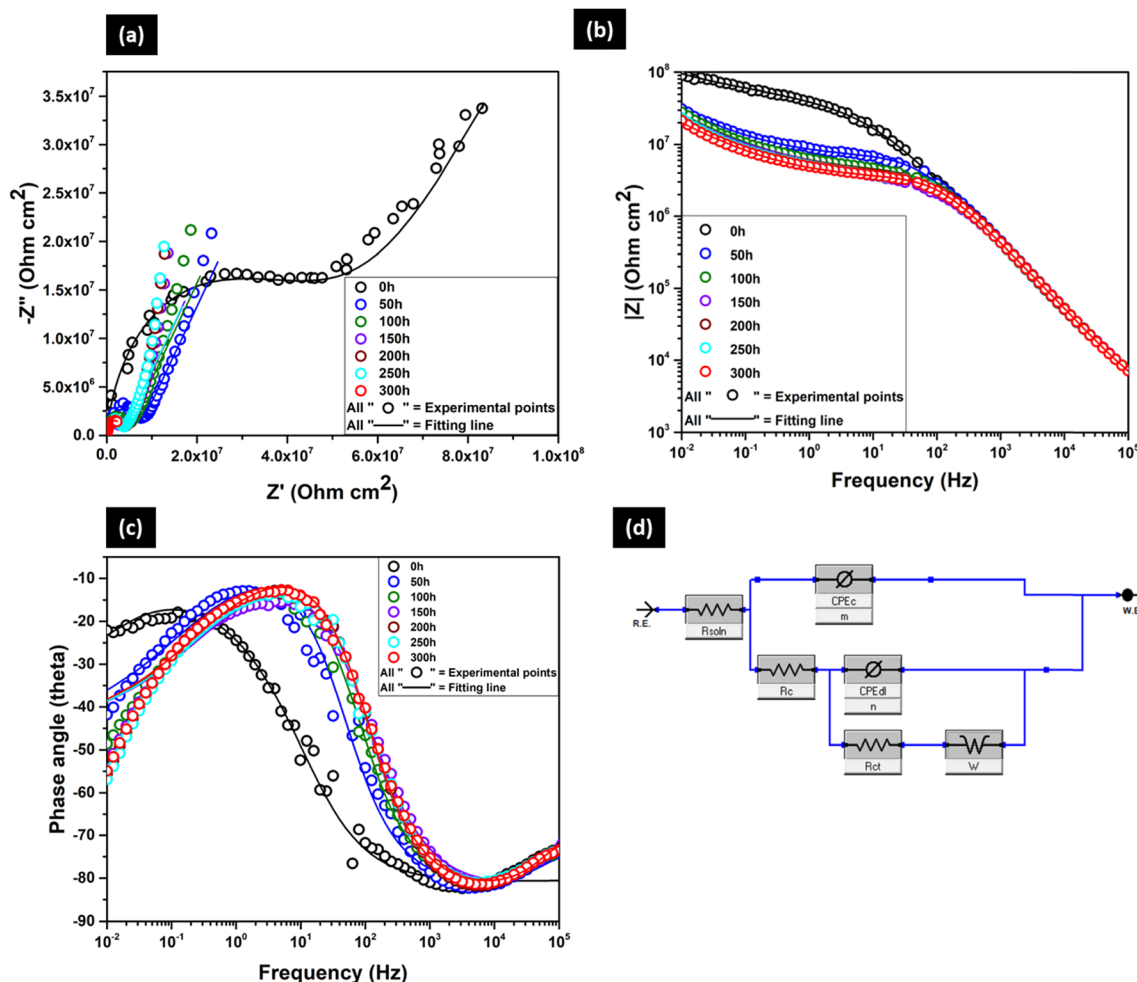 (a)
3.5x10⁷
3.0x10⁷
2.5x10⁷
2.0x10⁷
1.5x10⁷
1.0x10⁷
5.0x10⁶
0.0
-Z'' (Ohm cm²)
0.0
2.0x10⁷
4.0x10⁷
6.0x10⁷
8.0x10⁷
1.0x10⁸
Z' (Ohm cm²)
0h
50h
100h
150h
200h
250h
300h
All " O " = Experimental points
All "——" = Fitting line
(b)
10⁸
10⁷
10⁶
10⁵
10⁴
10³
|Z| (Ohm cm²)
10⁻²
10⁻¹
10⁰
10¹
10²
10³
10⁴
10⁵
Frequency (Hz)
0h
50h
100h
150h
200h
250h
300h
All " O " = Experimental points
All "——" = Fitting line
(c)
-10
-20
-30
-40
-50
-60
-70
-80
-90
Phase angle (theta)
10⁻²
10⁻¹
10⁰
10¹
10²
10³
10⁴
10⁵
Frequency (Hz)
0h
50h
100h
150h
200h
250h
300h
All " O " = Experimental points
All "——" = Fitting line
(d)
R.E.
Rsoln
CPEc
m
W.E
Rc
CPEdl
n
Rct
W